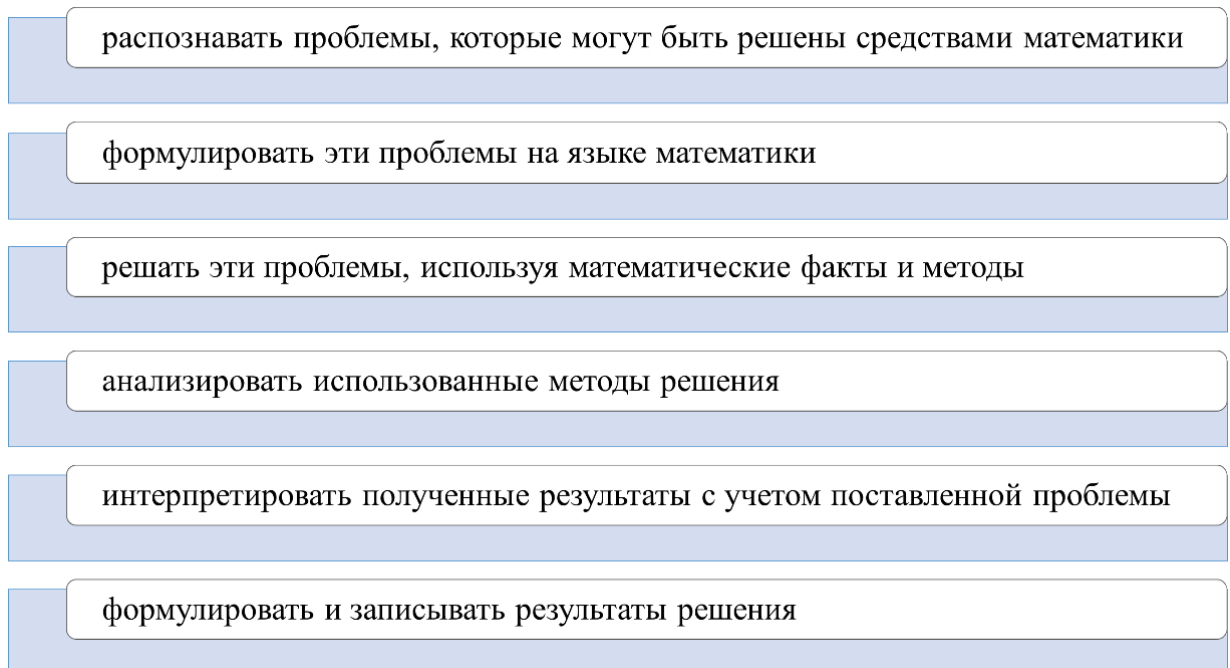 распознавать проблемы, которые могут быть решены средствами математики
формулировать эти проблемы на языке математики
решать эти проблемы, используя математические факты и методы
анализировать использованные методы решения
интерпретировать полученные результаты с учетом поставленной проблемы
формулировать и записывать результаты решения